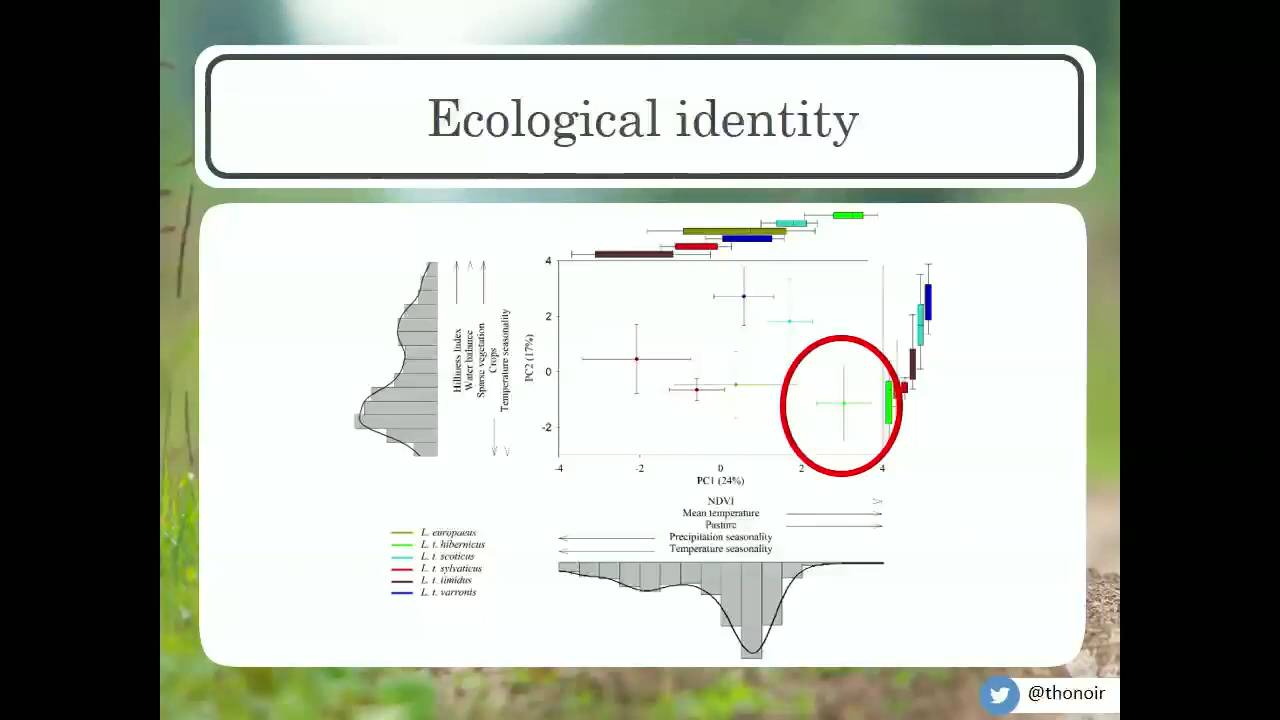 Ecological identity
4
2
0
-2
PC2 (17%)
Hilliness Index
Water balance
Sparse vegetation
Crops
Temperature seasonality
-4
-2
0
2
4
PC1 (24%)
NDVI
Mean temperature
Pasture
Precipitation seasonality
Temperature seasonality
L. europaeus
L. t. hibernicus
L. t. scoticus
L. t. sylvaticus
L. t. timidus
L. t. varronis
@thonoir